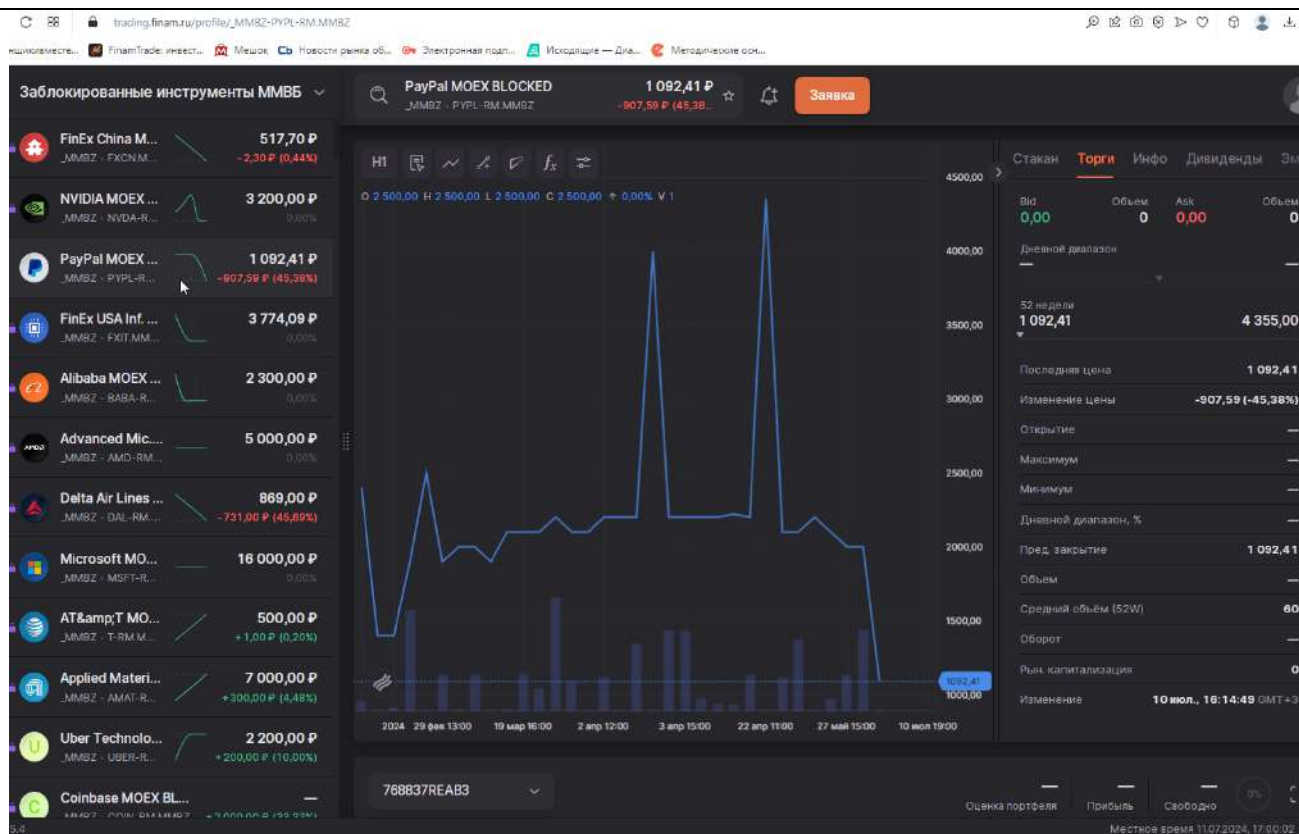 trading.finam.ru/profile/_MMBZ-PYPL-RM.MMBZ
FinamTrade: инвест... Мешок Новости рынка об... Электронная подп... Исходящие — Диа... Методические осн...
Заблокированные инструменты ММВБ
PayPal MOEX BLOCKED 1 092,41 ₽
_MMBZ · PYPL-RM.MMBZ -907,59 ₽ (45,38...
Заявка
FinEx China M... 517,70 ₽
_MMBZ · FXCN.M... -2,30 ₽ (0,44%)
NVIDIA MOEX ... 3 200,00 ₽
_MMBZ · NVDA-R... 0,00%
PayPal MOEX ... 1 092,41 ₽
_MMBZ · PYPL-R... -907,59 ₽ (45,38%)
FinEx USA Inf. ... 3 774,09 ₽
_MMBZ · FXIT.MM... 0,00%
Alibaba MOEX ... 2 300,00 ₽
_MMBZ · BABA-R... 0,00%
Advanced Mic.... 5 000,00 ₽
_MMBZ · AMD-RM.... 0,00%
Delta Air Lines ... 869,00 ₽
_MMBZ · DAL-RM.... -731,00 ₽ (45,69%)
Microsoft MO... 16 000,00 ₽
_MMBZ · MSFT-R... 0,00%
AT&amp;T MO... 500,00 ₽
_MMBZ · T-RM.M... +1,00 ₽ (0,20%)
Applied Materi... 7 000,00 ₽
_MMBZ · AMAT-R... +300,00 ₽ (4,48%)
Uber Technolo... 2 200,00 ₽
_MMBZ · UBER-R... +200,00 ₽ (10,00%)
Coinbase MOEX BL... —
H1
O 2 500,00 H 2 500,00 L 2 500,00 C 2 500,00 ↑ 0,00% V 1
4500,00
4000,00
3500,00
3000,00
2500,00
2000,00
1500,00
1092,41
1000,00
2024 29 фев 13:00 19 мар 16:00 2 апр 12:00 3 апр 15:00 22 апр 11:00 27 май 15:00 10 июл 19:00
Стакан Торги Инфо Дивиденды Эм
Bid Объем Ask Объем
0,00 0 0,00 0
Дневной диапазон
— —
52 недели
1 092,41 4 355,00
Последняя цена 1 092,41
Изменение цены -907,59 (-45,38%)
Открытие —
Максимум —
Минимум —
Дневной диапазон, % —
Пред. закрытие 1 092,41
Объем —
Средний объём (52W) 60
Оборот —
Рын. капитализация 0
Изменение 10 июл., 16:14:49 GMT+3
768837REAB3
— — —
Оценка портфеля Прибыль Свободно 0%
5.4 Местное время 11.07.2024, 17:00:02